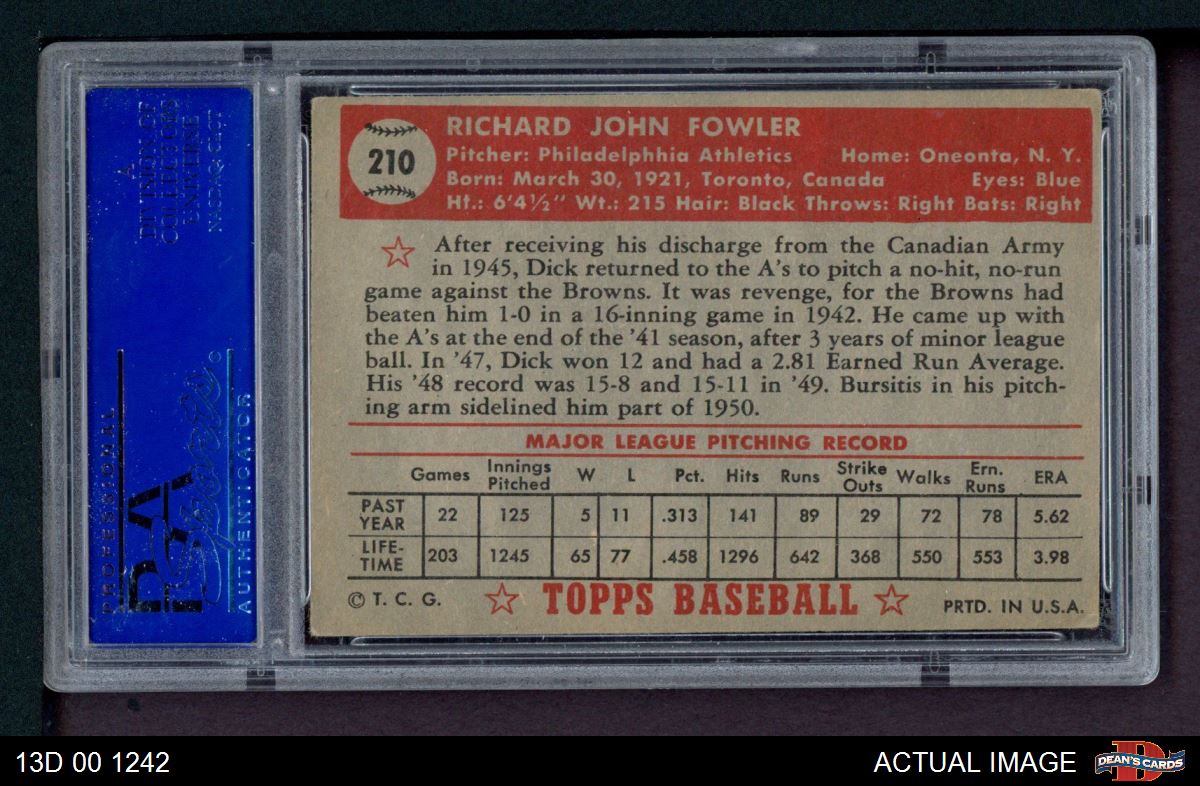 A
DIVISION OF
COLLECTORS
UNIVERSE
NASDAQ: CLCT
PROFESSIONAL
PSA
Sports
AUTHENTICATOR
210
RICHARD JOHN FOWLER
Pitcher: Philadelphhia Athletics Home: Oneonta, N. Y.
Born: March 30, 1921, Toronto, Canada Eyes: Blue
Ht.: 6'4½" Wt.: 215 Hair: Black Throws: Right Bats: Right
After receiving his discharge from the Canadian Army
in 1945, Dick returned to the A's to pitch a no-hit, no-run
game against the Browns. It was revenge, for the Browns had
beaten him 1-0 in a 16-inning game in 1942. He came up with
the A's at the end of the '41 season, after 3 years of minor league
ball. In '47, Dick won 12 and had a 2.81 Earned Run Average.
His '48 record was 15-8 and 15-11 in '49. Bursitis in his pitch-
ing arm sidelined him part of 1950.
MAJOR LEAGUE PITCHING RECORD
Games Innings Pitched W L Pct. Hits Runs Strike Outs Walks Ern. Runs ERA
PAST YEAR 22 125 5 11 .313 141 89 29 72 78 5.62
LIFE-TIME 203 1245 65 77 .458 1296 642 368 550 553 3.98
© T. C. G. TOPPS BASEBALL PRTD. IN U.S.A.
13D 00 1242 ACTUAL IMAGE D DEAN'S CARDS